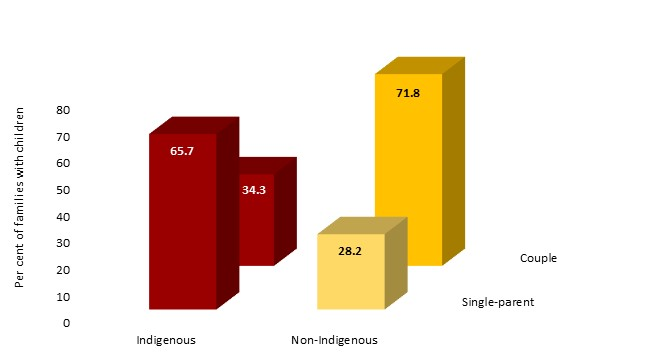 Per cent of families with children
80
70
60
50
40
30
20
10
0
71.8
65.7
34.3
28.2
Couple
Single-parent
Indigenous
Non-Indigenous